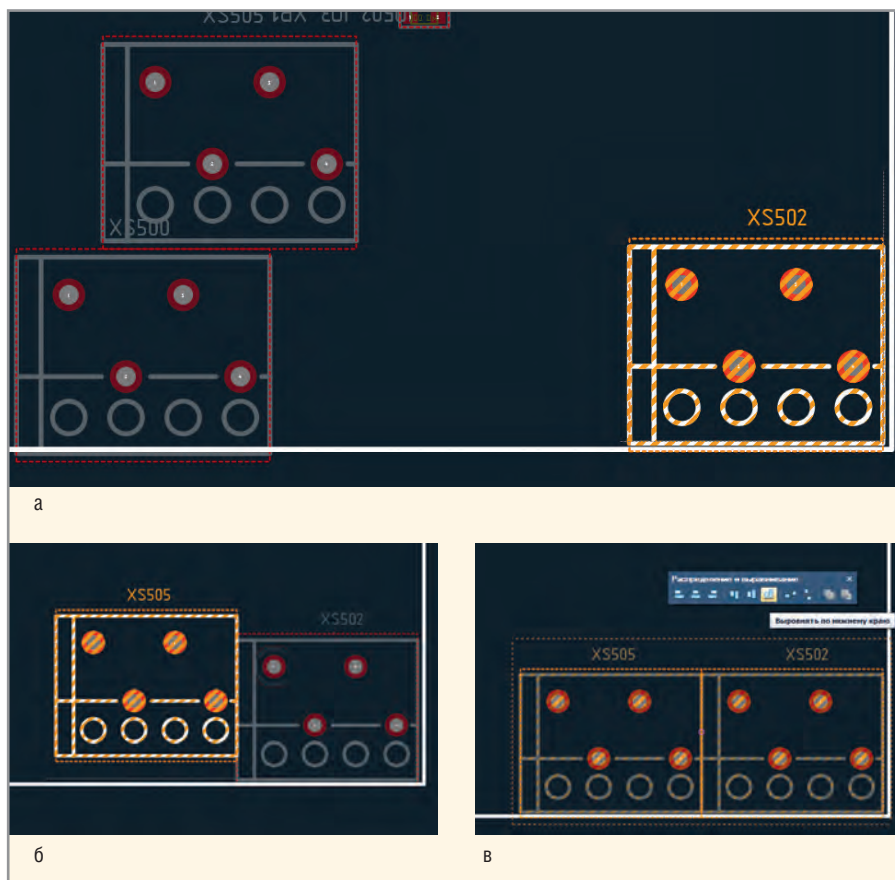 XS500
XS502
а
XS505
XS502
б
Распределение и выравнивание
Выровнять по нижнему краю
XS505
XS502
в